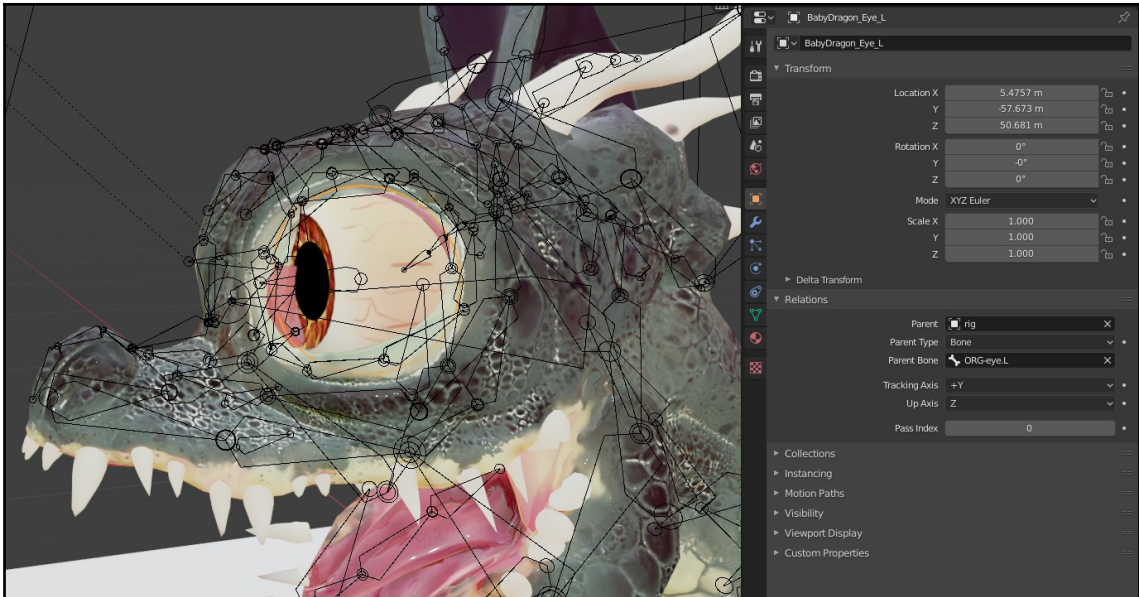 BabyDragon_Eye_L
BabyDragon_Eye_L
Transform
Location X 5.4757 m
Y -57.673 m
Z 50.681 m
Rotation X 0°
Y -0°
Z 0°
Mode XYZ Euler
Scale X 1.000
Y 1.000
Z 1.000
Delta Transform
Relations
Parent rig
Parent Type Bone
Parent Bone ORG-eye.L
Tracking Axis +Y
Up Axis Z
Pass Index 0
Collections
Instancing
Motion Paths
Visibility
Viewport Display
Custom Properties